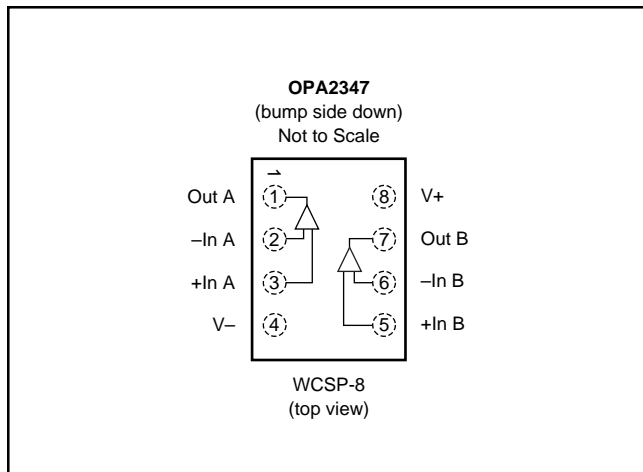 OPA2347
(bump side down)
Not to Scale
1
Out A 1 8 V+
–In A 2 7 Out B
+In A 3 6 –In B
V– 4 5 +In B
WCSP-8
(top view)